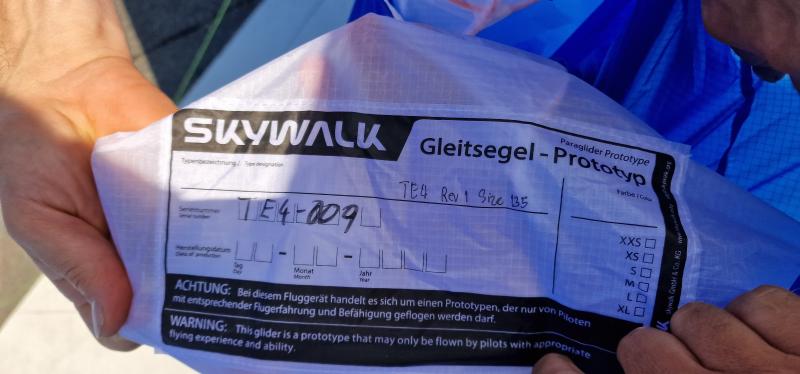 SKYWALK
Gleitsegel - Prototyp
Paraglider Prototype
Typenbezeichnung / Type designation
TE4 Rev 1 Size 135
Farbe / Color
Seriennummer
Serial number
TE4-009
Herstellungsdatum
Date of production
Tag
Day
Monat
Month
Jahr
Year
XXS
XS
S
M
L
XL
ACHTUNG: Bei diesem Fluggerät handelt es sich um einen Prototypen, der nur von Piloten
mit entsprechender Flugerfahrung und Befähigung geflogen werden darf.
WARNING: This glider is a prototype that may only be flown by pilots with appropriate
flying experience and ability.
GmbH & Co. KG